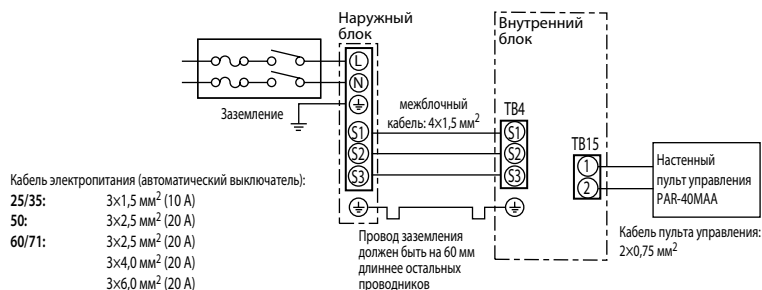 Наружный
блок
Внутренний
блок
L
N
Заземление
межблочный
кабель: 4×1,5 мм²
TB4
S1
S1
S2
S2
S3
S3
TB15
1
2
Настенный
пульт управления
PAR-40MAA
Кабель пульта управления:
2×0,75 мм²
Провод заземления
должен быть на 60 мм
длиннее остальных
проводников
Кабель электропитания (автоматический выключатель):
25/35: 3×1,5 мм² (10 А)
50: 3×2,5 мм² (20 А)
60/71: 3×2,5 мм² (20 А)
3×4,0 мм² (20 А)
3×6,0 мм² (20 А)